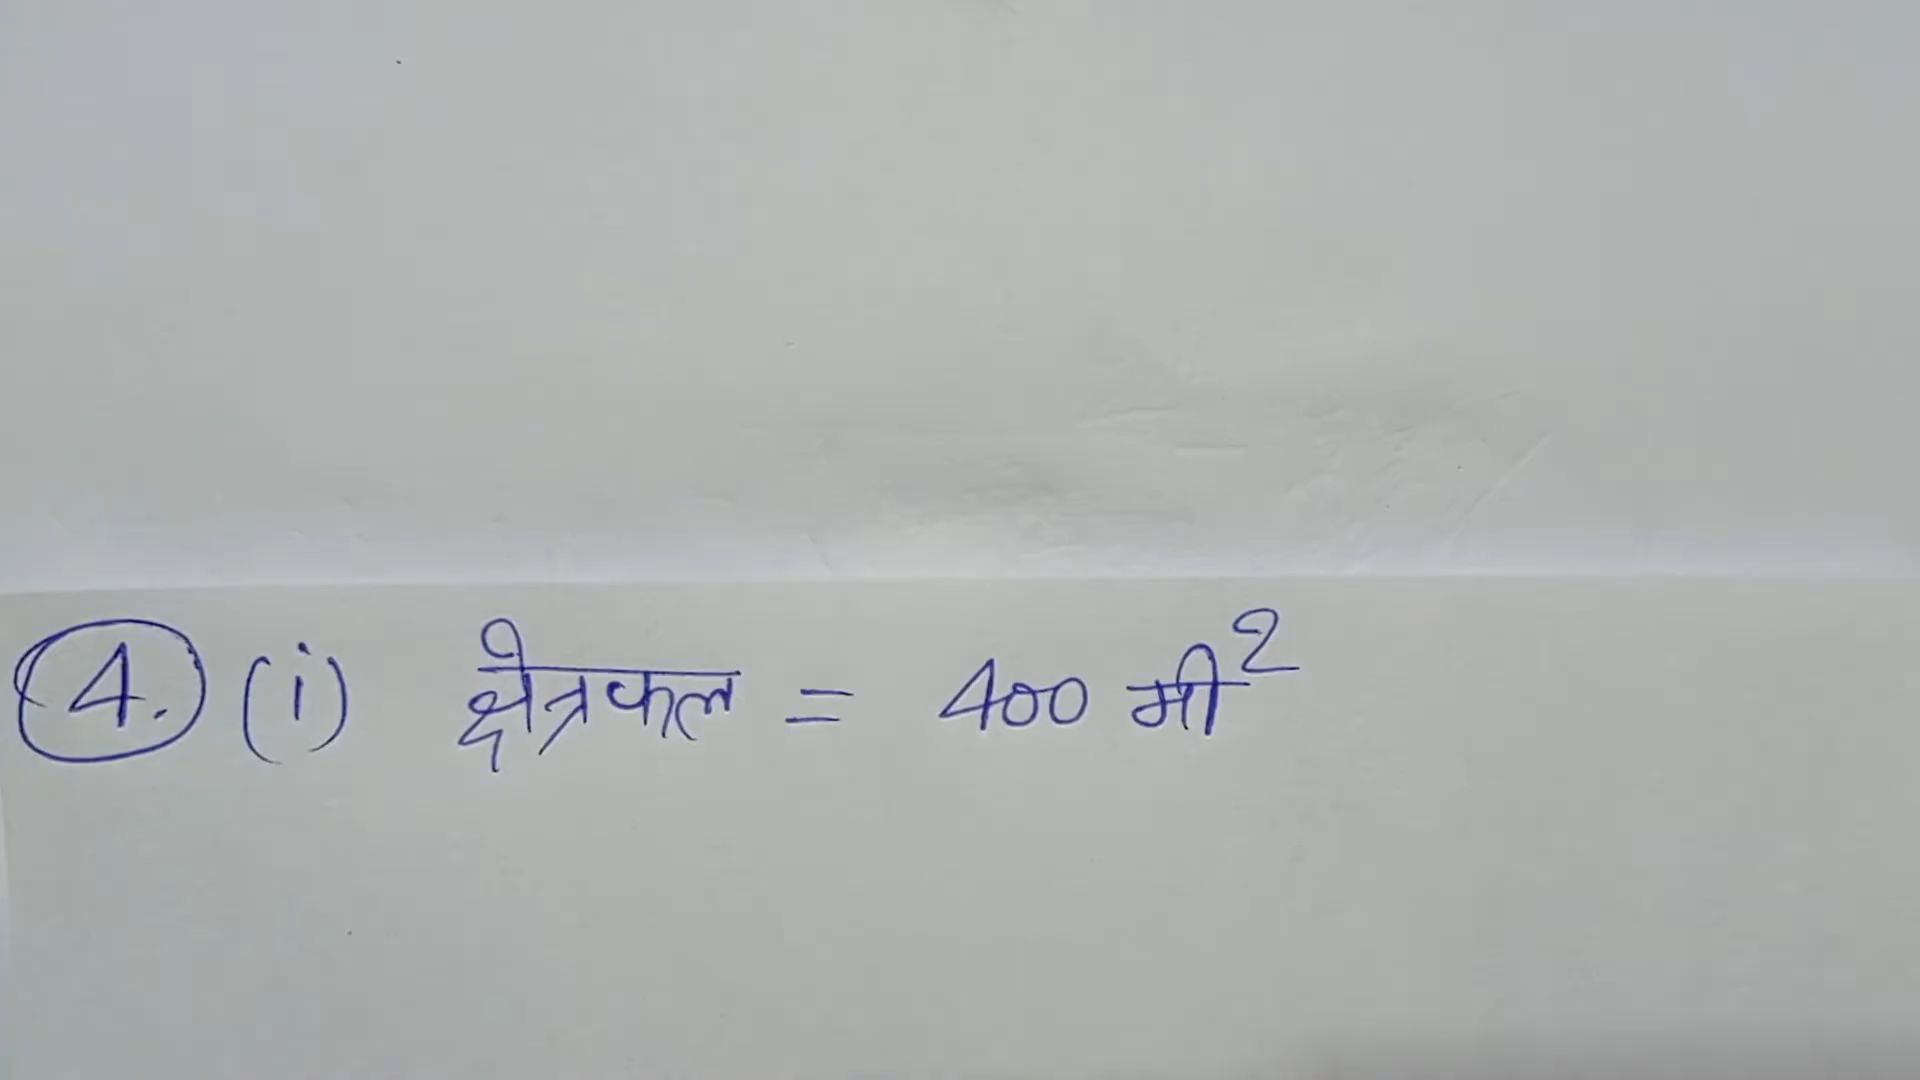 4. (i) क्षेत्रफल = 400 मी²